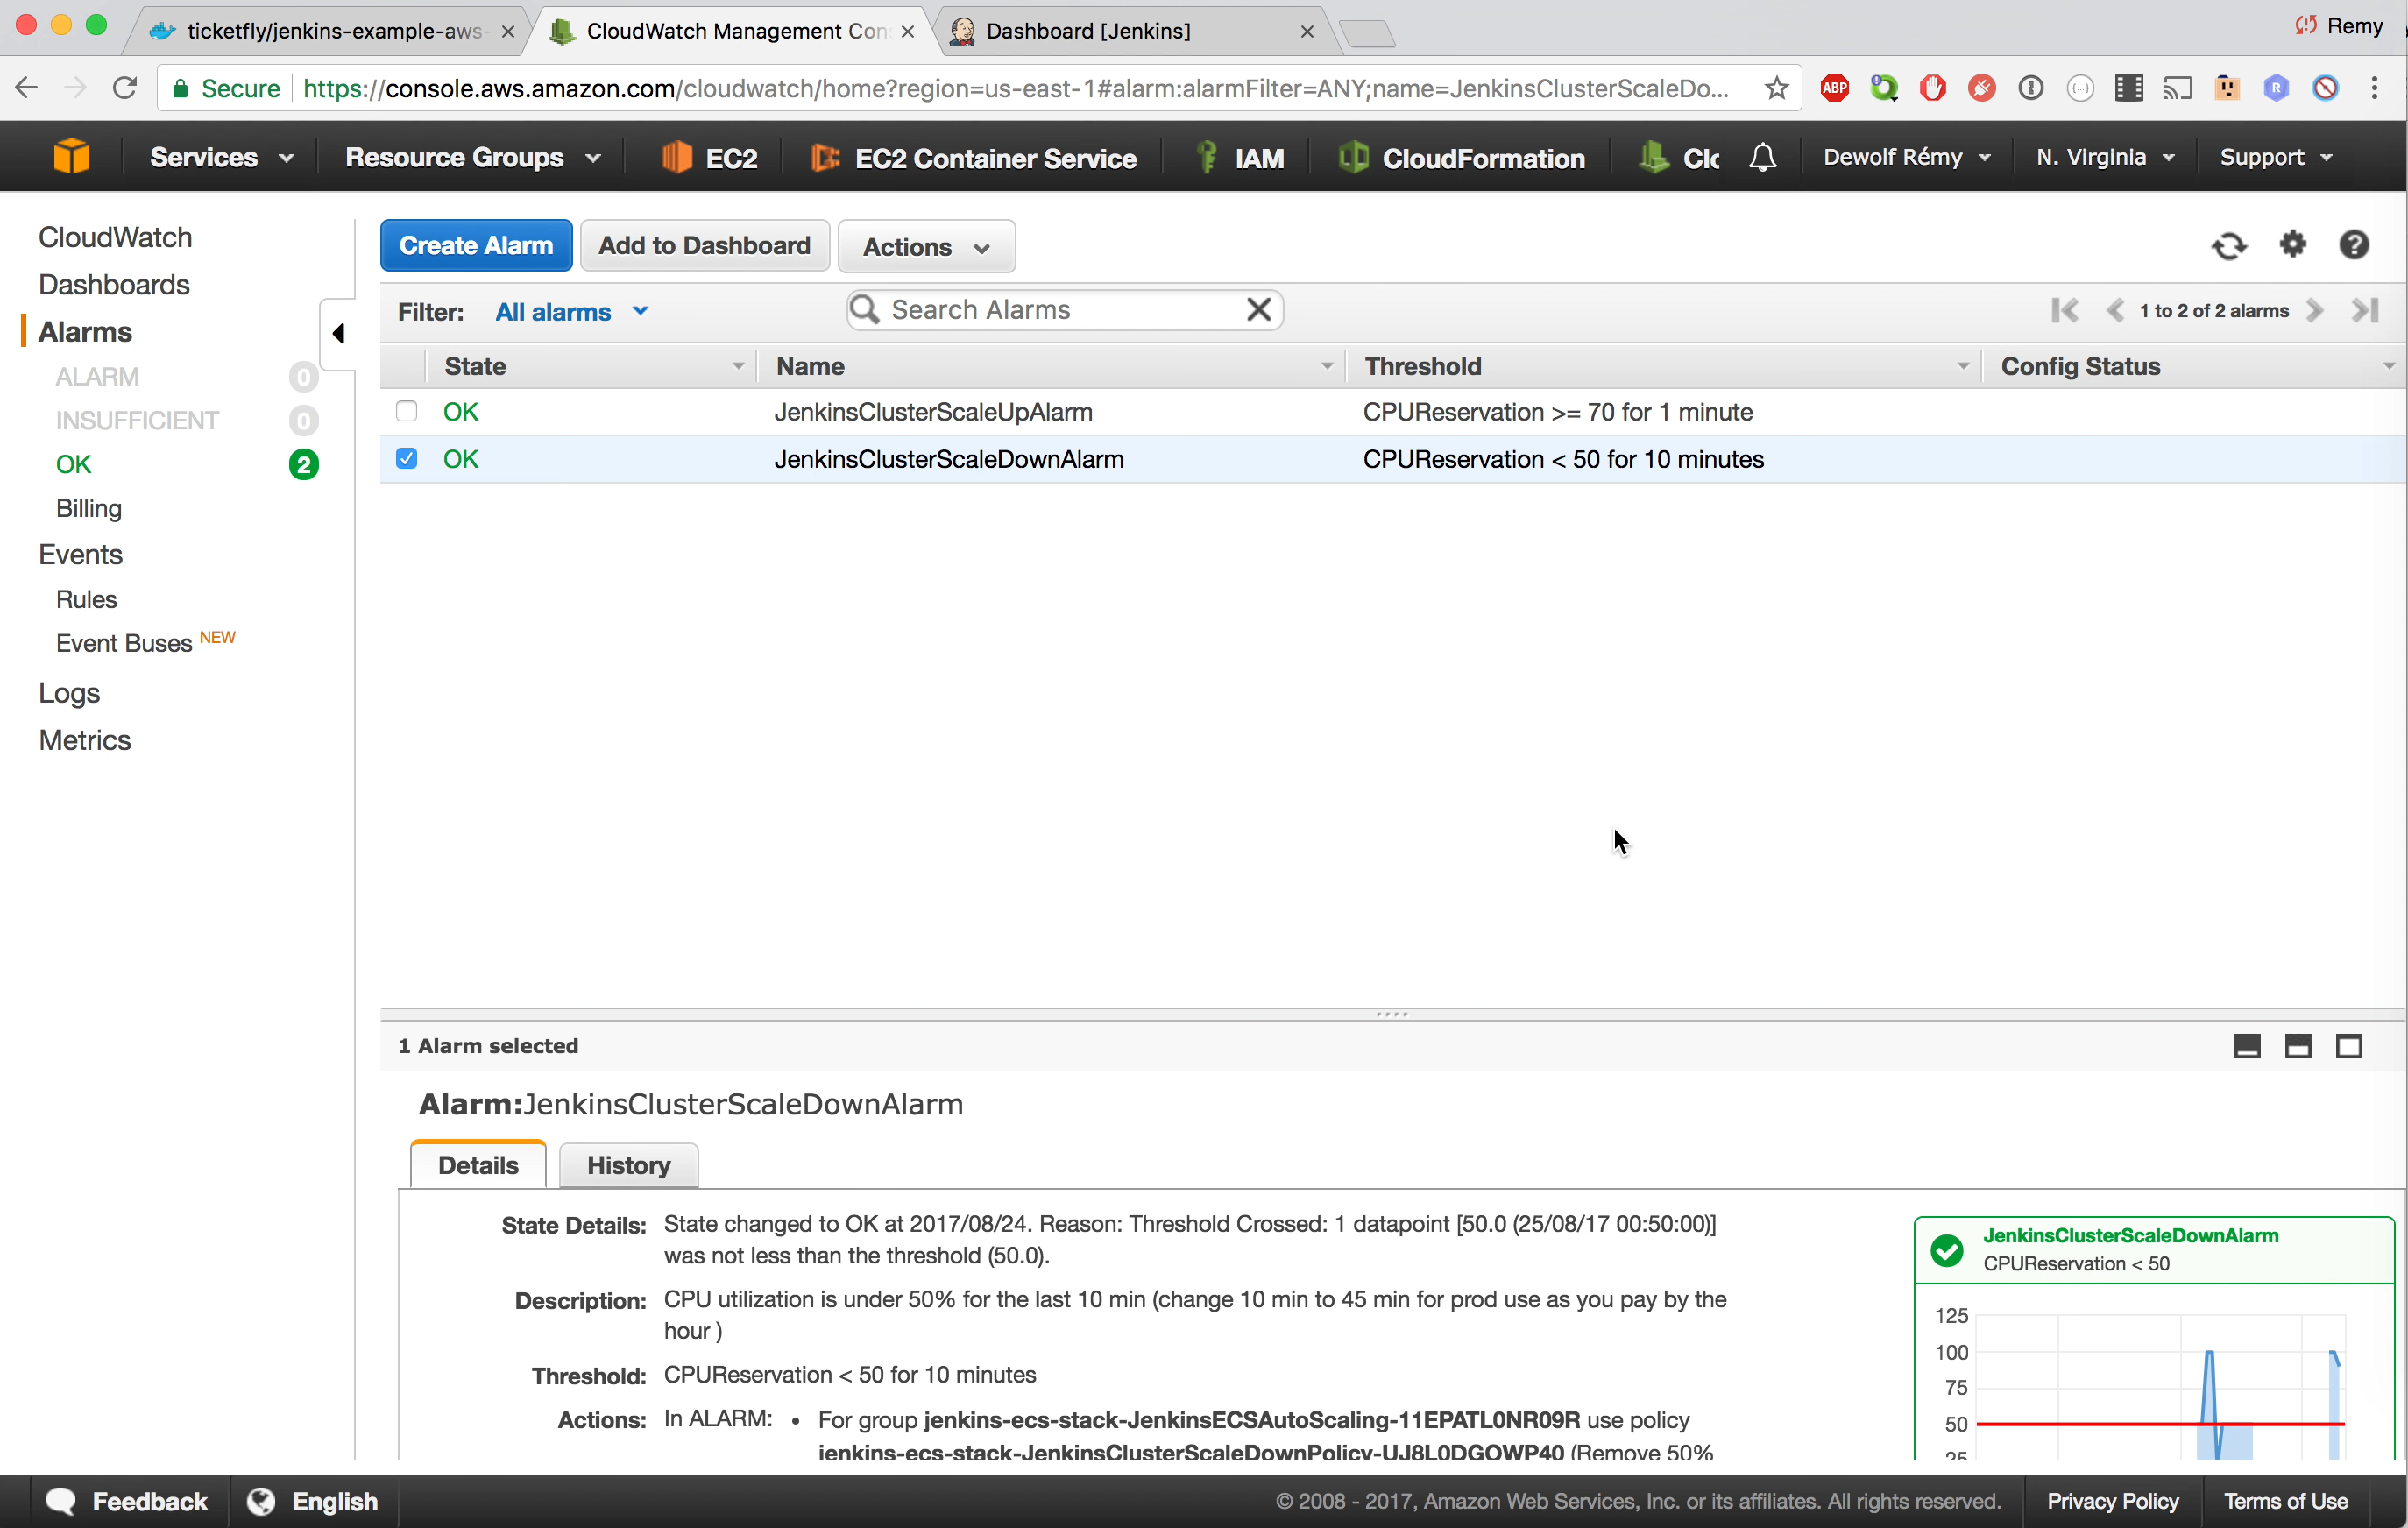 ticketfly/jenkins-example-aws-
CloudWatch Management Con
Dashboard [Jenkins]
Remy
Secure
https://console.aws.amazon.com/cloudwatch/home?region=us-east-1#alarm:alarmFilter=ANY;name=JenkinsClusterScaleDo...
ABP
R
Services
Resource Groups
EC2
EC2 Container Service
IAM
CloudFormation
Clc
Dewolf Rémy
N. Virginia
Support
CloudWatch
Dashboards
Alarms
ALARM 0
INSUFFICIENT 0
OK 2
Billing
Events
Rules
Event Buses NEW
Logs
Metrics
Create Alarm
Add to Dashboard
Actions
Filter: All alarms
Search Alarms
1 to 2 of 2 alarms
State Name Threshold Config Status
OK JenkinsClusterScaleUpAlarm CPUReservation >= 70 for 1 minute
OK JenkinsClusterScaleDownAlarm CPUReservation < 50 for 10 minutes
1 Alarm selected
Alarm:JenkinsClusterScaleDownAlarm
Details
History
State Details: State changed to OK at 2017/08/24. Reason: Threshold Crossed: 1 datapoint [50.0 (25/08/17 00:50:00)]
was not less than the threshold (50.0).
Description: CPU utilization is under 50% for the last 10 min (change 10 min to 45 min for prod use as you pay by the
hour )
Threshold: CPUReservation < 50 for 10 minutes
Actions: In ALARM: • For group jenkins-ecs-stack-JenkinsECSAutoScaling-11EPATL0NR09R use policy
jenkins-ecs-stack-JenkinsClusterScaleDownPolicy-UJ8L0DGOWP40 (Remove 50%
JenkinsClusterScaleDownAlarm
CPUReservation < 50
125
100
75
50
25
Feedback
English
© 2008 - 2017, Amazon Web Services, Inc. or its affiliates. All rights reserved.
Privacy Policy
Terms of Use